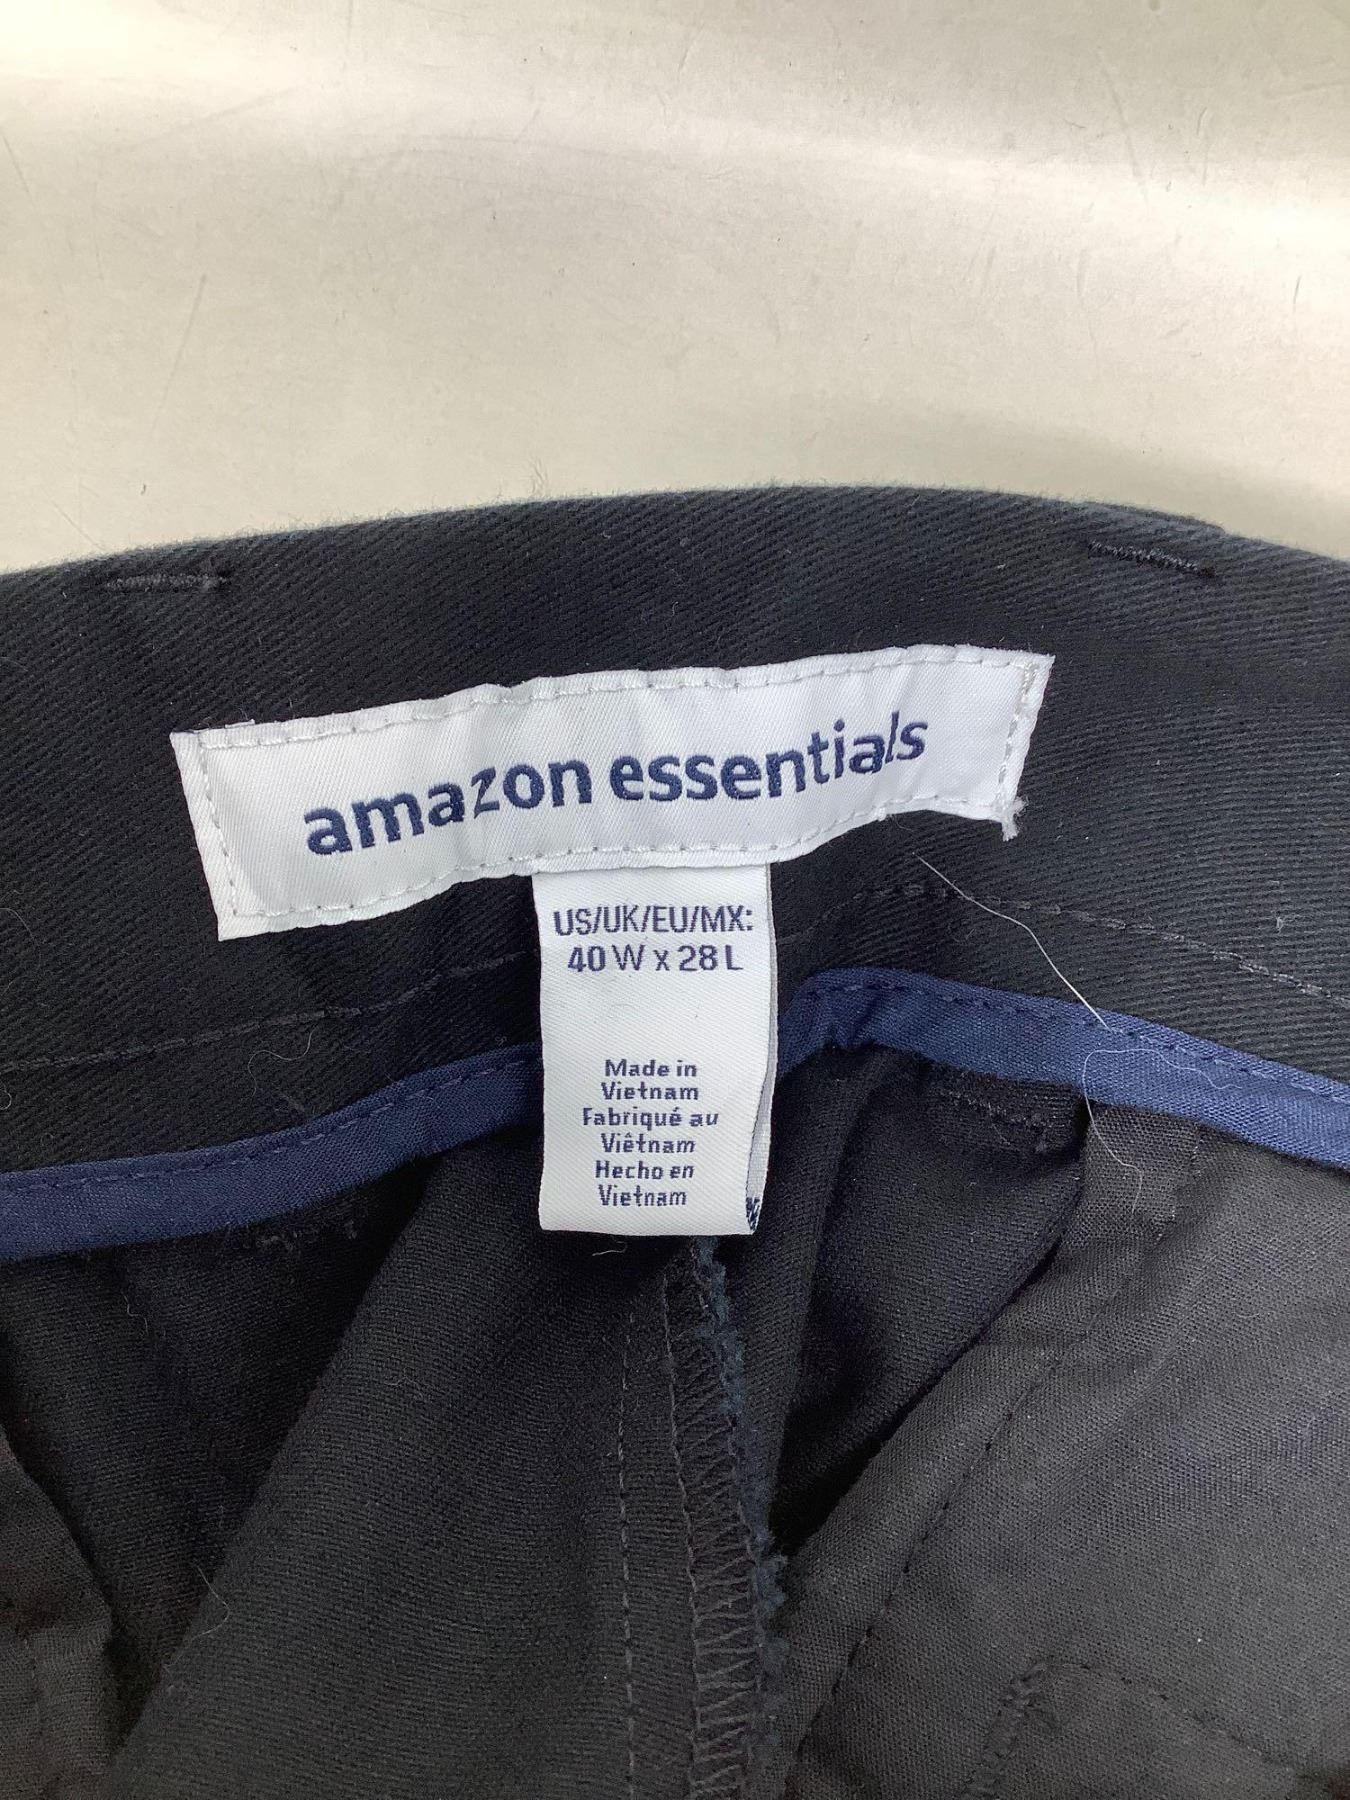 amazon essentials
US/UK/EU/MX:
40 W x 28 L
Made in
Vietnam
Fabriqué au
Viêtnam
Hecho en
Vietnam